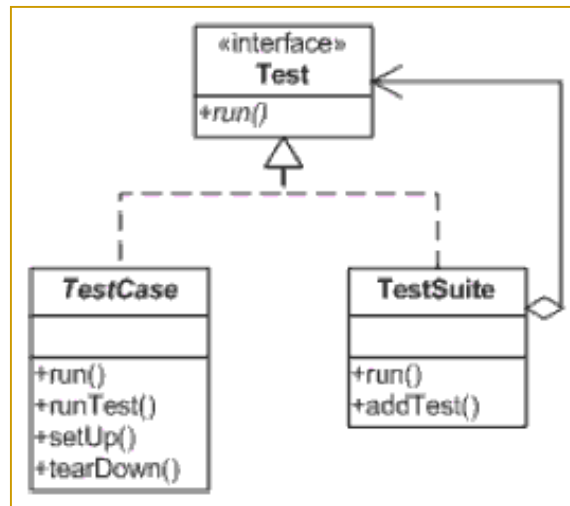 «interface»
Test
+run()
TestCase
+run()
+runTest()
+setUp()
+tearDown()
TestSuite
+run()
+addTest()